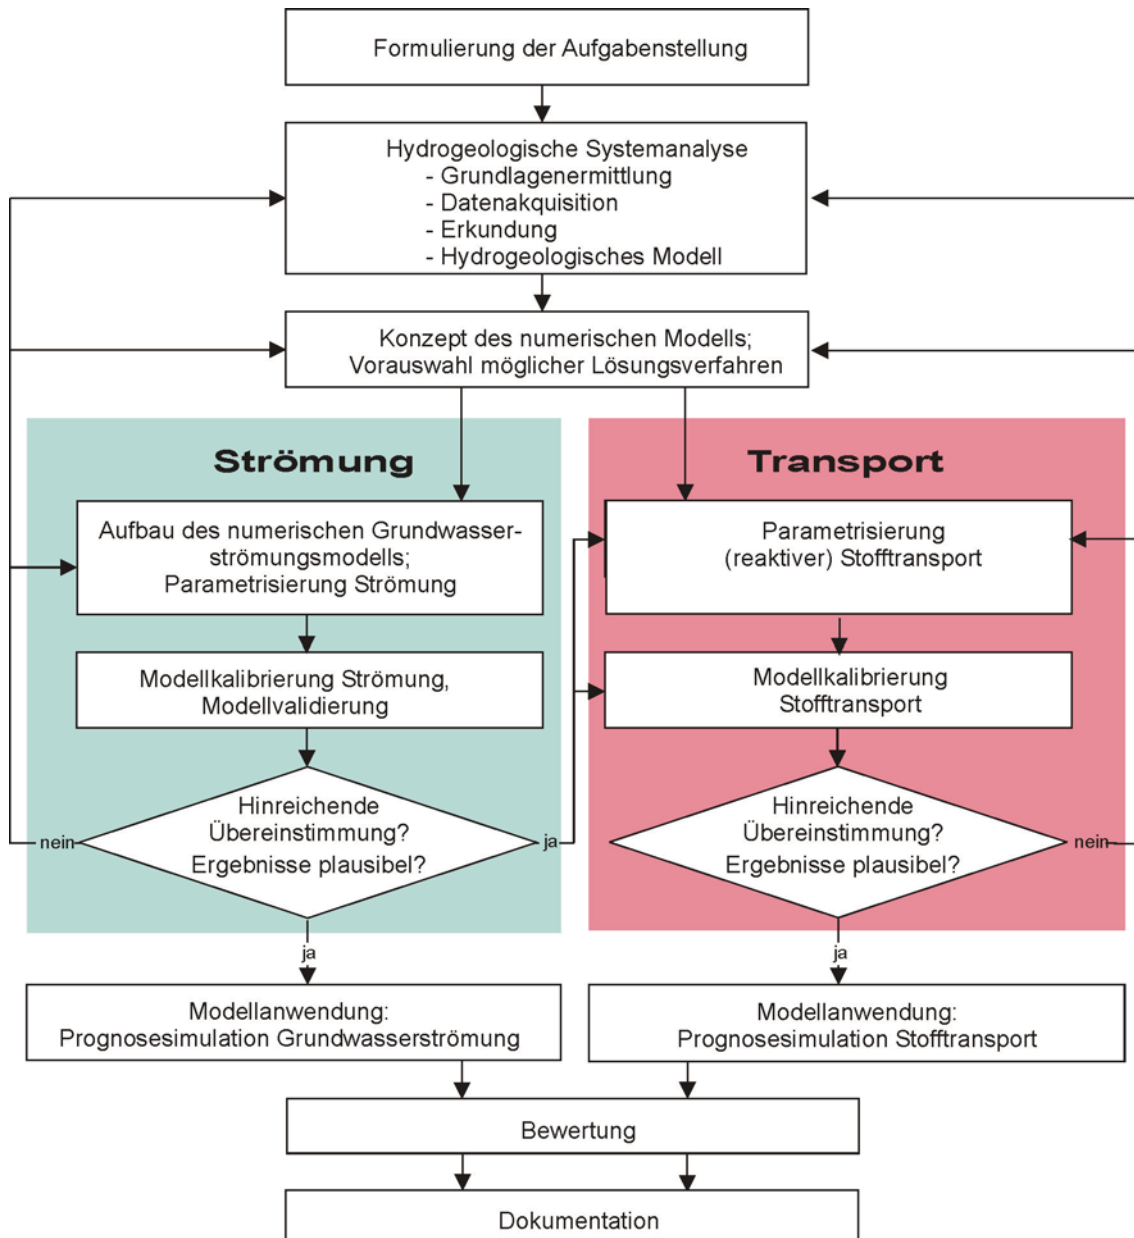 Formulierung der Aufgabenstellung
Hydrogeologische Systemanalyse
- Grundlagenermittlung
- Datenakquisition
- Erkundung
- Hydrogeologisches Modell
Konzept des numerischen Modells;
Vorauswahl möglicher Lösungsverfahren
Strömung
Aufbau des numerischen Grundwasser-
strömungsmodells;
Parametrisierung Strömung
Modellkalibrierung Strömung,
Modellvalidierung
Hinreichende
Übereinstimmung?
Ergebnisse plausibel?
nein
ja
ja
Modellanwendung:
Prognosesimulation Grundwasserströmung
Transport
Parametrisierung
(reaktiver) Stofftransport
Modellkalibrierung
Stofftransport
Hinreichende
Übereinstimmung?
Ergebnisse plausibel?
nein
ja
Modellanwendung:
Prognosesimulation Stofftransport
Bewertung
Dokumentation